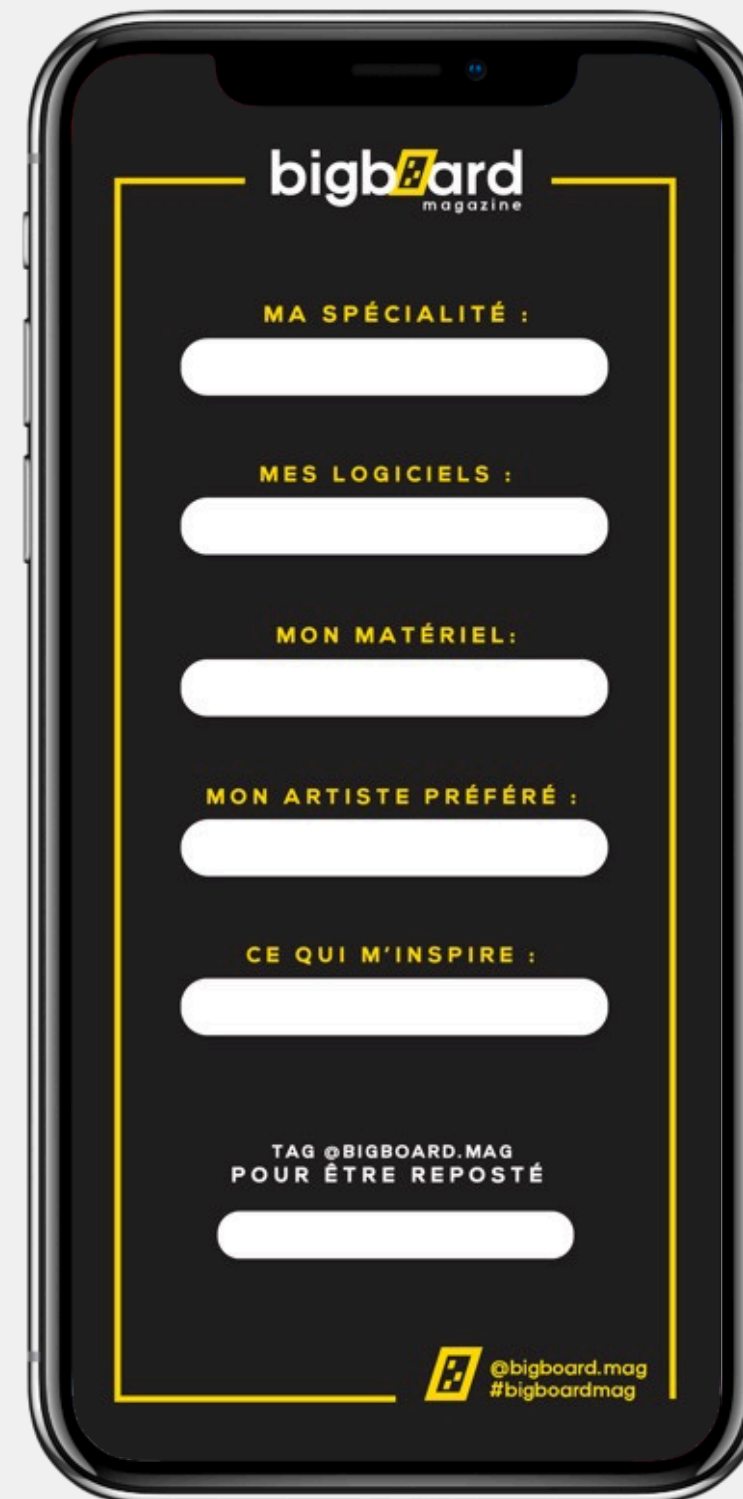 bigboard
magazine
MA SPÉCIALITÉ :
MES LOGICIELS :
MON MATÉRIEL:
MON ARTISTE PRÉFÉRÉ :
CE QUI M’INSPIRE :
TAG @BIGBOARD.MAG
POUR ÊTRE REPOSTÉ
@bigboard.mag
#bigboardmag